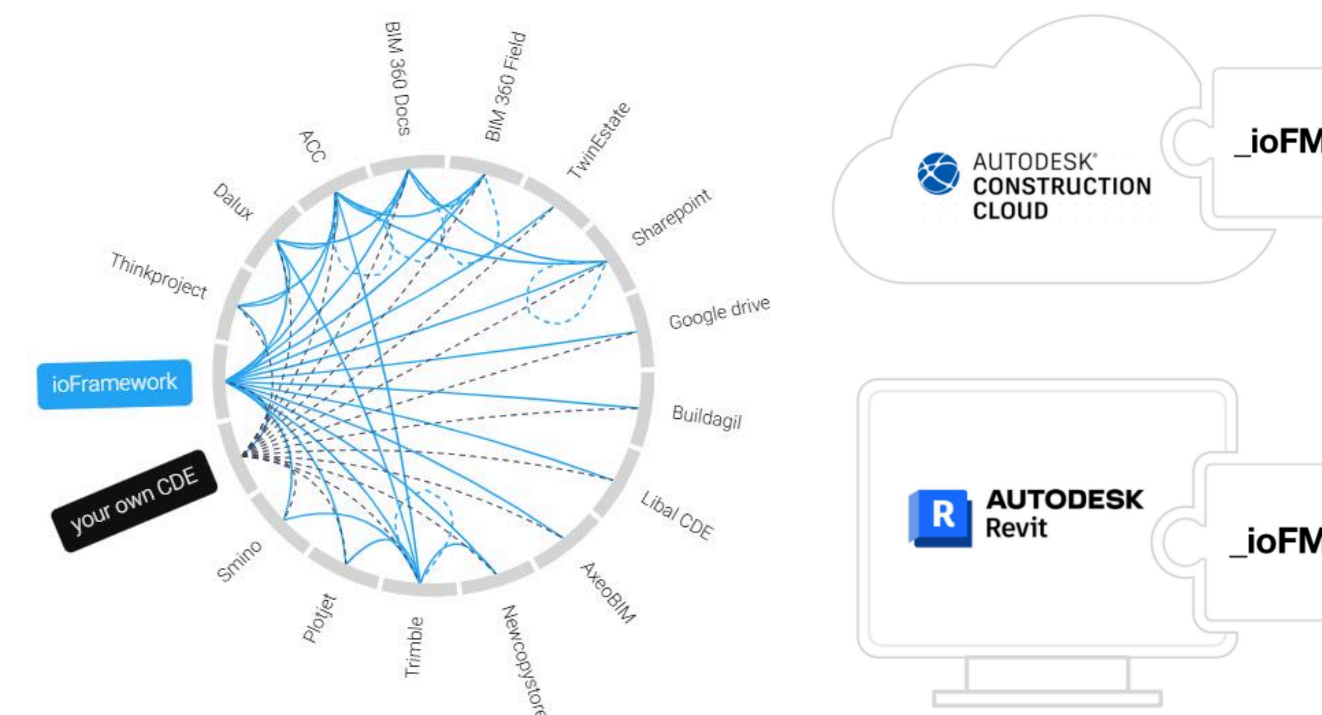 BIM 360 Docs
BIM 360 Field
TwinEstate
Sharepoint
Google drive
Buildagil
Libal CDE
AxeoBIM
Newcopystore
Trimble
Plotjet
Smino
your own CDE
ioFramework
Thinkproject
Dalux
ACC
AUTODESK®
CONSTRUCTION
CLOUD
_ioFM
R
AUTODESK
Revit
_ioFM